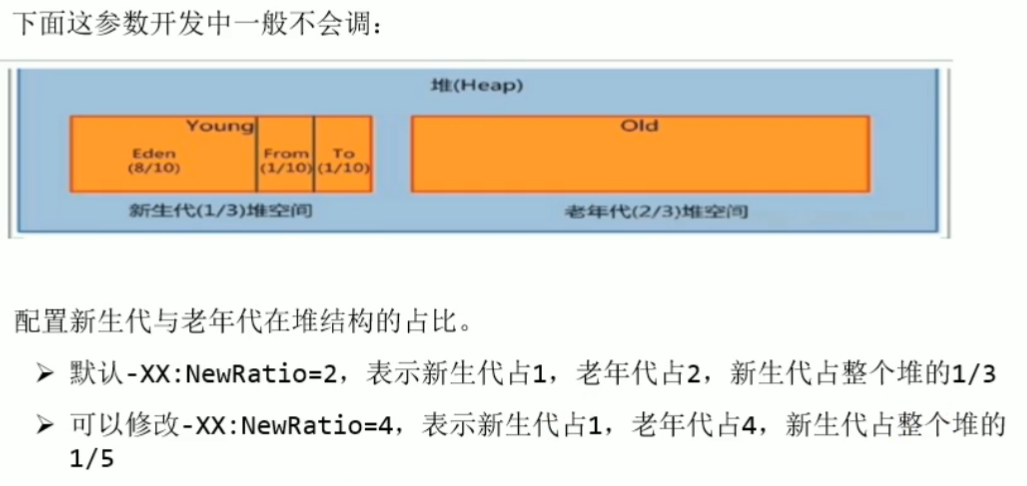 下面这参数开发中一般不会调：
堆(Heap)
Young
Eden
(8/10)
From
(1/10)
To
(1/10)
Old
新生代(1/3)堆空间
老年代(2/3)堆空间
配置新生代与老年代在堆结构的占比。
➢ 默认-XX:NewRatio=2，表示新生代占1，老年代占2，新生代占整个堆的1/3
➢ 可以修改-XX:NewRatio=4，表示新生代占1，老年代占4，新生代占整个堆的
1/5